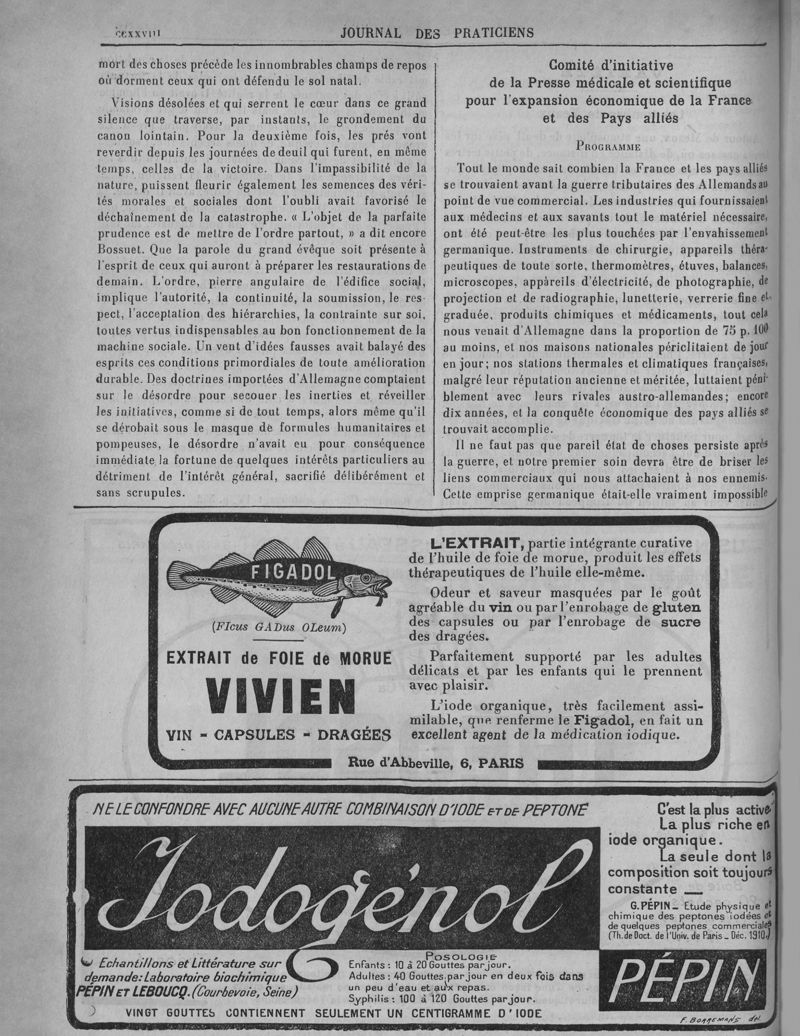 CCXXVIII
JOURNAL DES PRATICIENS
mort des choses précède les innombrables champs de repos
où dorment ceux qui ont défendu le sol natal.
Visions désolées et qui serrent le cœur dans ce grand
silence que traverse, par instants, le grondement du
canon lointain. Pour la deuxième fois, les prés vont
reverdir depuis les journées de deuil qui furent, en même
temps, celles de la victoire. Dans l'impassibilité de la
nature, puissent fleurir également les semences des véri-
tés morales et sociales dont l'oubli avait favorisé le
déchaînement de la catastrophe. « L'objet de la parfaite
prudence est de mettre de l'ordre partout, » a dit encore
Bossuet. Que la parole du grand évêque soit présente à
l'esprit de ceux qui auront à préparer les restaurations de
demain. L'ordre, pierre angulaire de l'édifice social,
implique l'autorité, la continuité, la soumission, le res-
pect, l'acceptation des hiérarchies, la contrainte sur soi,
toutes vertus indispensables au bon fonctionnement de la
machine sociale. Un vent d'idées fausses avait balayé des
esprits ces conditions primordiales de toute amélioration
durable. Des doctrines importées d'Allemagne comptaient
sur le désordre pour secouer les inerties et réveiller
les initiatives, comme si de tout temps, alors même qu'il
se dérobait sous le masque de formules humanitaires et
pompeuses, le désordre n'avait eu pour conséquence
immédiate la fortune de quelques intérêts particuliers au
détriment de l'intérêt général, sacrifié délibérément et
sans scrupules.
Comité d'initiative
de la Presse médicale et scientifique
pour l'expansion économique de la France
et des Pays alliés
PROGRAMME
Tout le monde sait combien la France et les pays alliés
se trouvaient avant la guerre tributaires des Allemands au
point de vue commercial. Les industries qui fournissaient
aux médecins et aux savants tout le matériel nécessaire,
ont été peut-être les plus touchées par l'envahissement
germanique. Instruments de chirurgie, appareils théra-
peutiques de toute sorte, thermomètres, étuves, balances,
microscopes, appareils d'électricité, de photographie, de
projection et de radiographie, lunetterie, verrerie fine et
graduée, produits chimiques et médicaments, tout cela
nous venait d'Allemagne dans la proportion de 75 p. 100
au moins, et nos maisons nationales périclitaient de jour
en jour; nos stations thermales et climatiques françaises,
malgré leur réputation ancienne et méritée, luttaient péni-
blement avec leurs rivales austro-allemandes; encore
dix années, et la conquête économique des pays alliés se
trouvait accomplie.
Il ne faut pas que pareil état de choses persiste après
la guerre, et notre premier soin devra être de briser les
liens commerciaux qui nous attachaient à nos ennemis.
Cette emprise germanique était-elle vraiment impossible
FIGADOL
(FIcus GADus OLeum)
EXTRAIT de FOIE de MORUE
VIVIEN
VIN - CAPSULES - DRAGÉES
L'EXTRAIT, partie intégrante curative
de l'huile de foie de morue, produit les effets
thérapeutiques de l'huile elle-même.
Odeur et saveur masquées par le goût
agréable du vin ou par l'enrobage de gluten
des capsules ou par l'enrobage de sucre
des dragées.
Parfaitement supporté par les adultes
délicats et par les enfants qui le prennent
avec plaisir.
L'iode organique, très facilement assi-
milable, que renferme le Figadol, en fait un
excellent agent de la médication iodique.
Rue d'Abbeville, 6, PARIS
NE LE CONFONDRE AVEC AUCUNE AUTRE COMBINAISON D'IODE ET DE PEPTONE
Iodogénol
C'est la plus active
La plus riche en
iode organique.
La seule dont la
composition soit toujours
constante —
G. PÉPIN _ Etude physique et
chimique des peptones iodées et
de quelques peptones commerciales
(Th. de Doct. de l'Univ. de Paris _ Déc. 1910.)
Echantillons et Littérature sur
demande: Laboratoire biochimique
PÉPIN ET LEBOUCQ. (Courbevoie, Seine)
POSOLOGIE
Enfants : 10 à 20 Gouttes par jour.
Adultes : 40 Gouttes par jour en deux fois dans
un peu d'eau et aux repas.
Syphilis : 100 à 120 Gouttes par jour.
VINGT GOUTTES CONTIENNENT SEULEMENT UN CENTIGRAMME D'IODE
PÉPIN